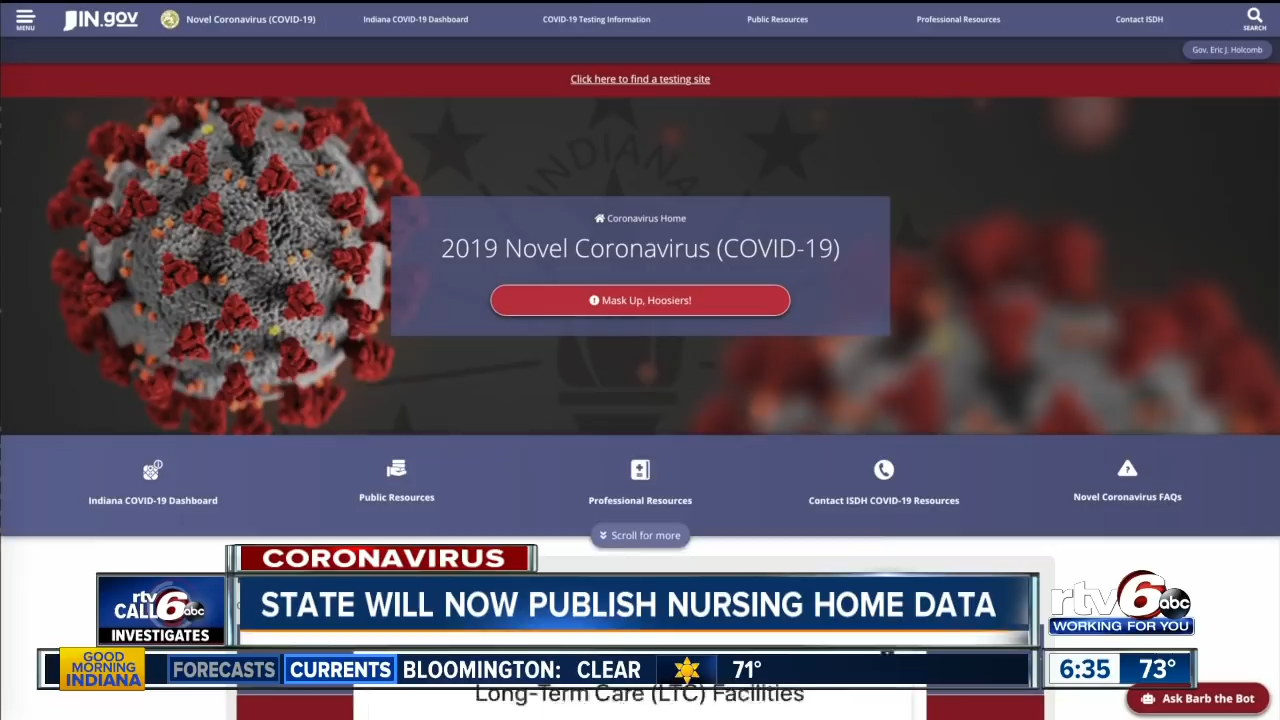 MENU
IN.gov
Novel Coronavirus (COVID-19)
Indiana COVID-19 Dashboard
COVID-19 Testing Information
Public Resources
Professional Resources
Contact ISDH
SEARCH
Gov. Eric J. Holcomb
Click here to find a testing site
INDIANA
Coronavirus Home
2019 Novel Coronavirus (COVID-19)
Mask Up, Hoosiers!
Indiana COVID-19 Dashboard
Public Resources
Professional Resources
Contact ISDH COVID-19 Resources
Novel Coronavirus FAQs
Scroll for more
CORONAVIRUS
rtv
CALL 6 abc
INVESTIGATES
STATE WILL NOW PUBLISH NURSING HOME DATA
rtv6 abc
WORKING FOR YOU
GOOD
MORNING
INDIANA
FORECASTS
CURRENTS
BLOOMINGTON: CLEAR
71°
6:35
73°
Long-Term Care (LTC) Facilities
Ask Barb the Bot